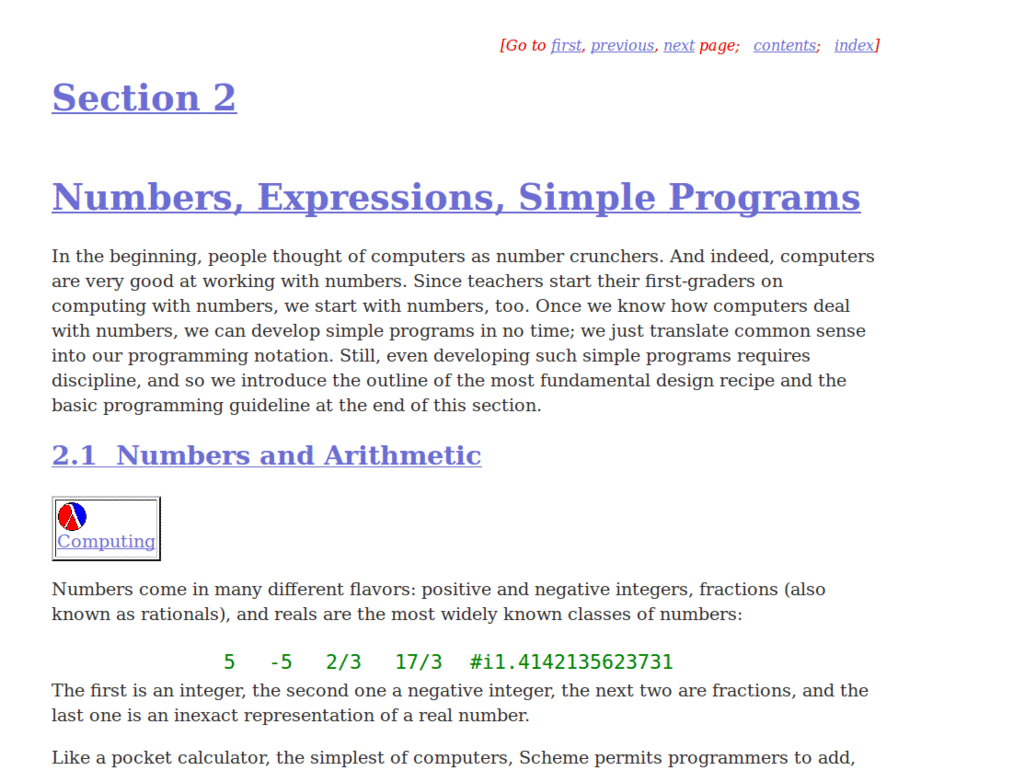 [Go to first, previous, next page; contents; index]
Section 2
Numbers, Expressions, Simple Programs
In the beginning, people thought of computers as number crunchers. And indeed, computers
are very good at working with numbers. Since teachers start their first-graders on
computing with numbers, we start with numbers, too. Once we know how computers deal
with numbers, we can develop simple programs in no time; we just translate common sense
into our programming notation. Still, even developing such simple programs requires
discipline, and so we introduce the outline of the most fundamental design recipe and the
basic programming guideline at the end of this section.
2.1 Numbers and Arithmetic
Computing
Numbers come in many different flavors: positive and negative integers, fractions (also
known as rationals), and reals are the most widely known classes of numbers:
5 -5 2/3 17/3 #i1.4142135623731
The first is an integer, the second one a negative integer, the next two are fractions, and the
last one is an inexact representation of a real number.
Like a pocket calculator, the simplest of computers, Scheme permits programmers to add,